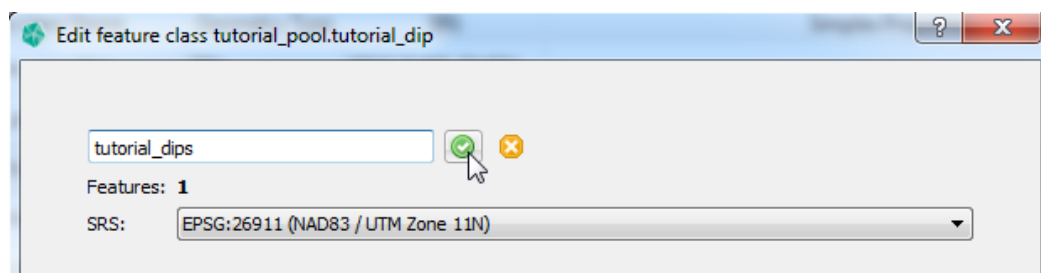 Edit feature class tutorial_pool.tutorial_dip
tutorial_dips
Features: 1
SRS: EPSG:26911 (NAD83 / UTM Zone 11N)